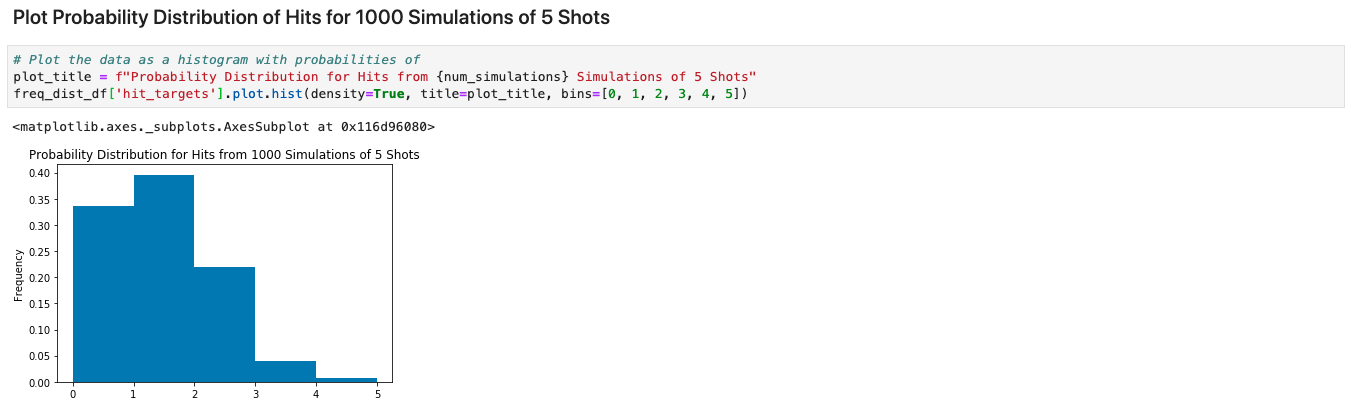 Plot Probability Distribution of Hits for 1000 Simulations of 5 Shots
# Plot the data as a histogram with probabilities of
plot_title = f"Probability Distribution for Hits from {num_simulations} Simulations of 5 Shots"
freq_dist_df['hit_targets'].plot.hist(density=True, title=plot_title, bins=[0, 1, 2, 3, 4, 5])
<matplotlib.axes._subplots.AxesSubplot at 0x116d96080>
Probability Distribution for Hits from 1000 Simulations of 5 Shots
0.40
0.35
0.30
0.25
0.20
0.15
0.10
0.05
0.00
Frequency
0 1 2 3 4 5